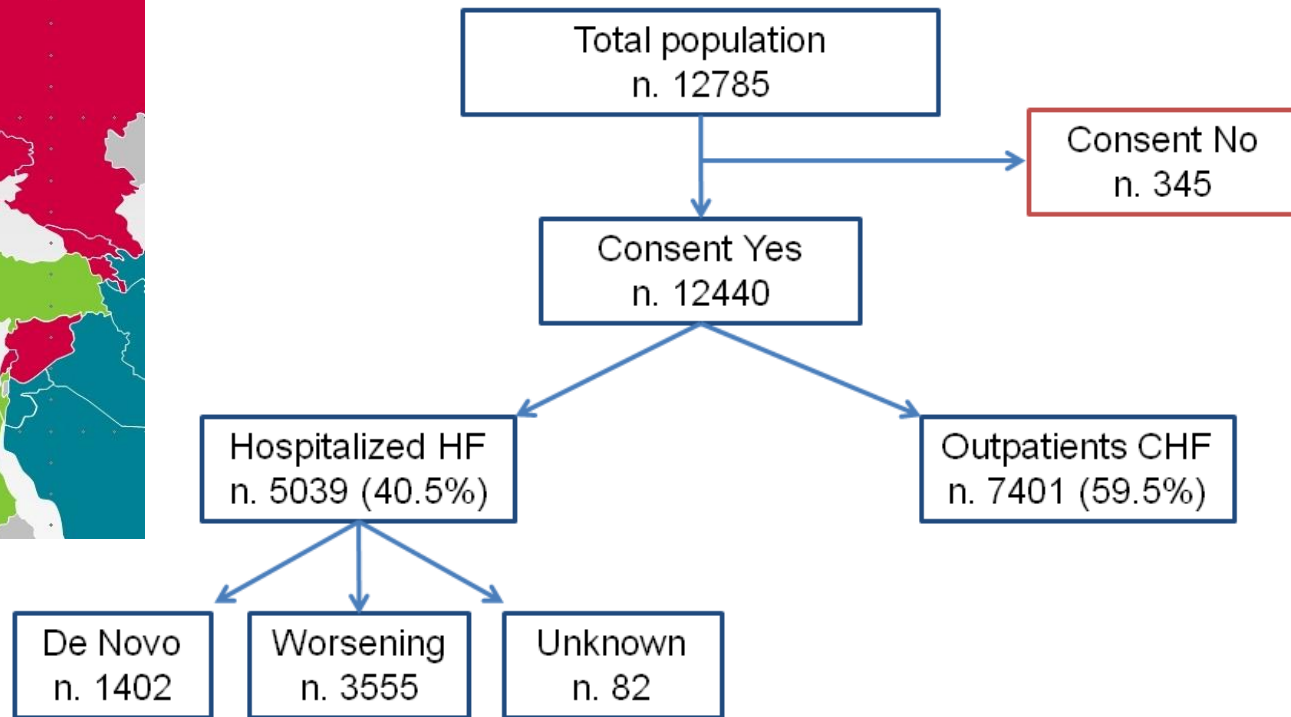 Total population
n. 12785
Consent No
n. 345
Consent Yes
n. 12440
Hospitalized HF
n. 5039 (40.5%)
Outpatients CHF
n. 7401 (59.5%)
De Novo
n. 1402
Worsening
n. 3555
Unknown
n. 82